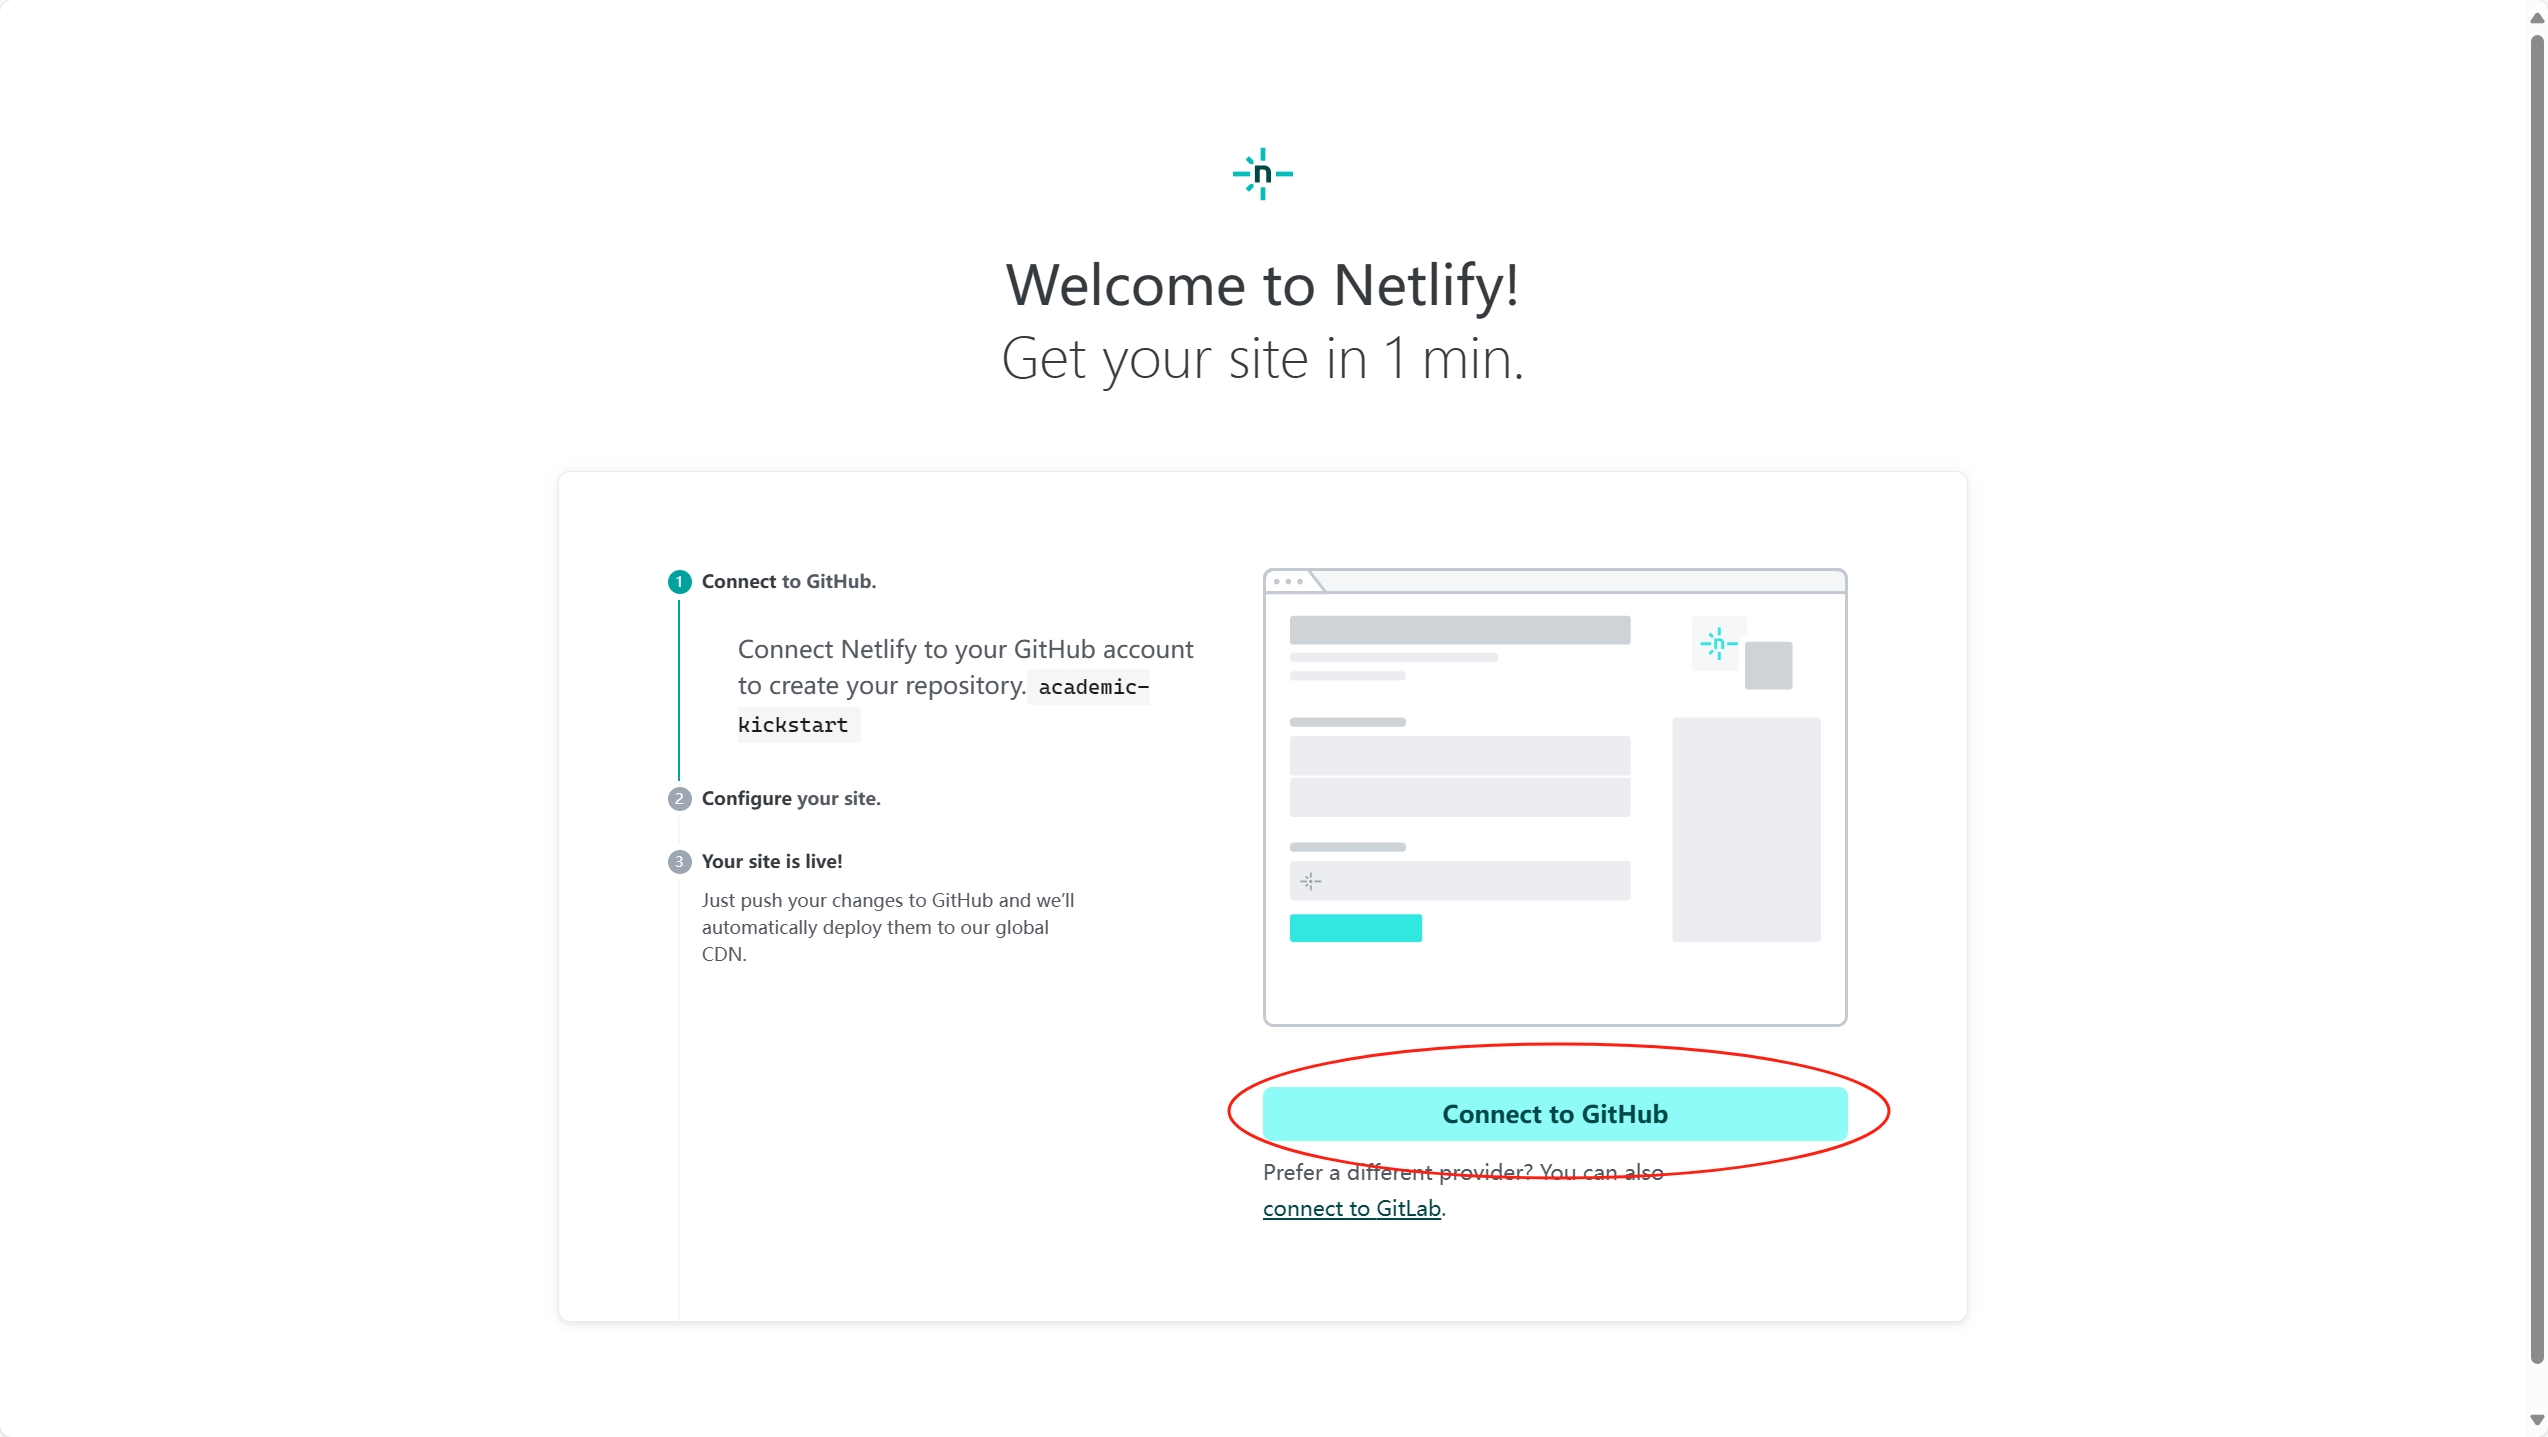 n
Welcome to Netlify!
Get your site in 1 min.
1 Connect to GitHub.
Connect Netlify to your GitHub account
to create your repository. academic-
kickstart
2 Configure your site.
3 Your site is live!
Just push your changes to GitHub and we’ll
automatically deploy them to our global
CDN.
n
Connect to GitHub
Prefer a different provider? You can also
connect to GitLab.